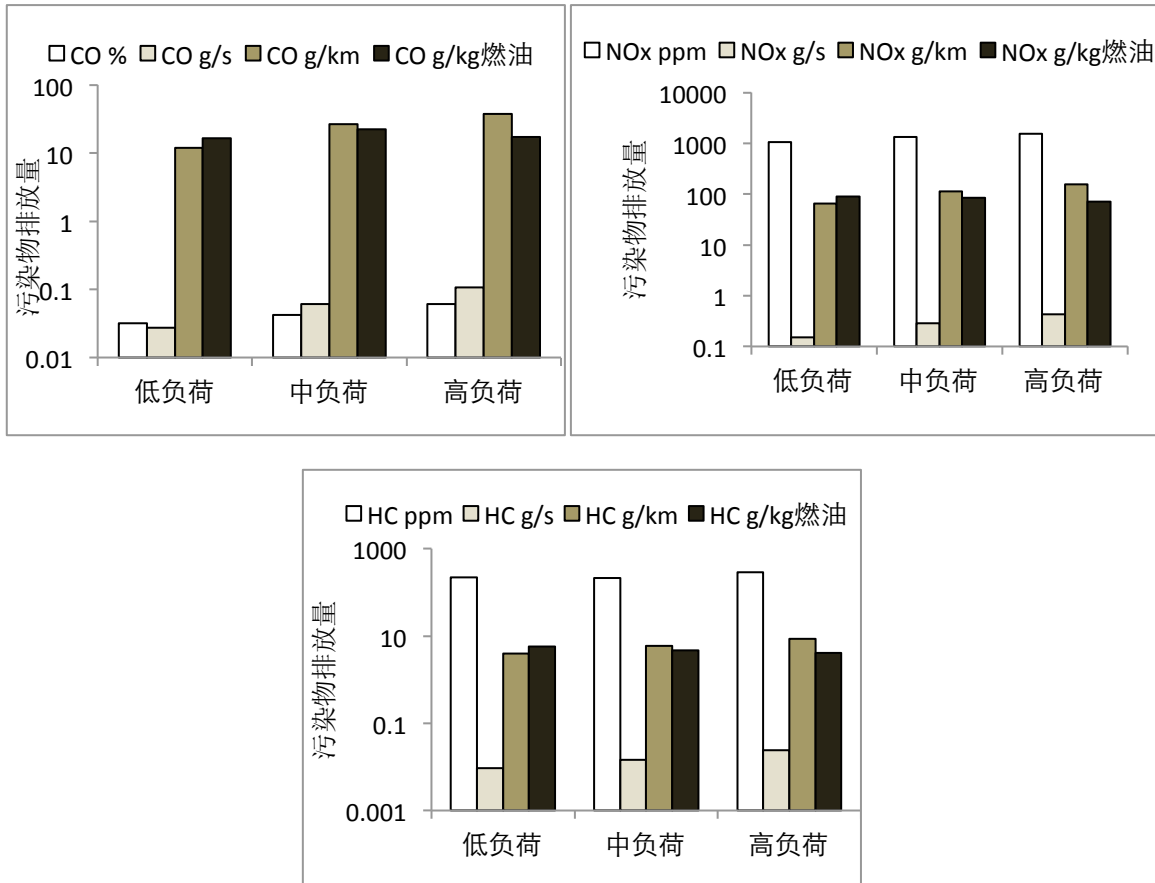 CO % CO g/s CO g/km CO g/kg燃油
污染物排放量
100
10
1
0.1
0.01
低负荷 中负荷 高负荷
NOx ppm NOx g/s NOx g/km NOx g/kg燃油
污染物排放量
10000
1000
100
10
1
0.1
低负荷 中负荷 高负荷
HC ppm HC g/s HC g/km HC g/kg燃油
污染物排放量
1000
10
0.1
0.001
低负荷 中负荷 高负荷